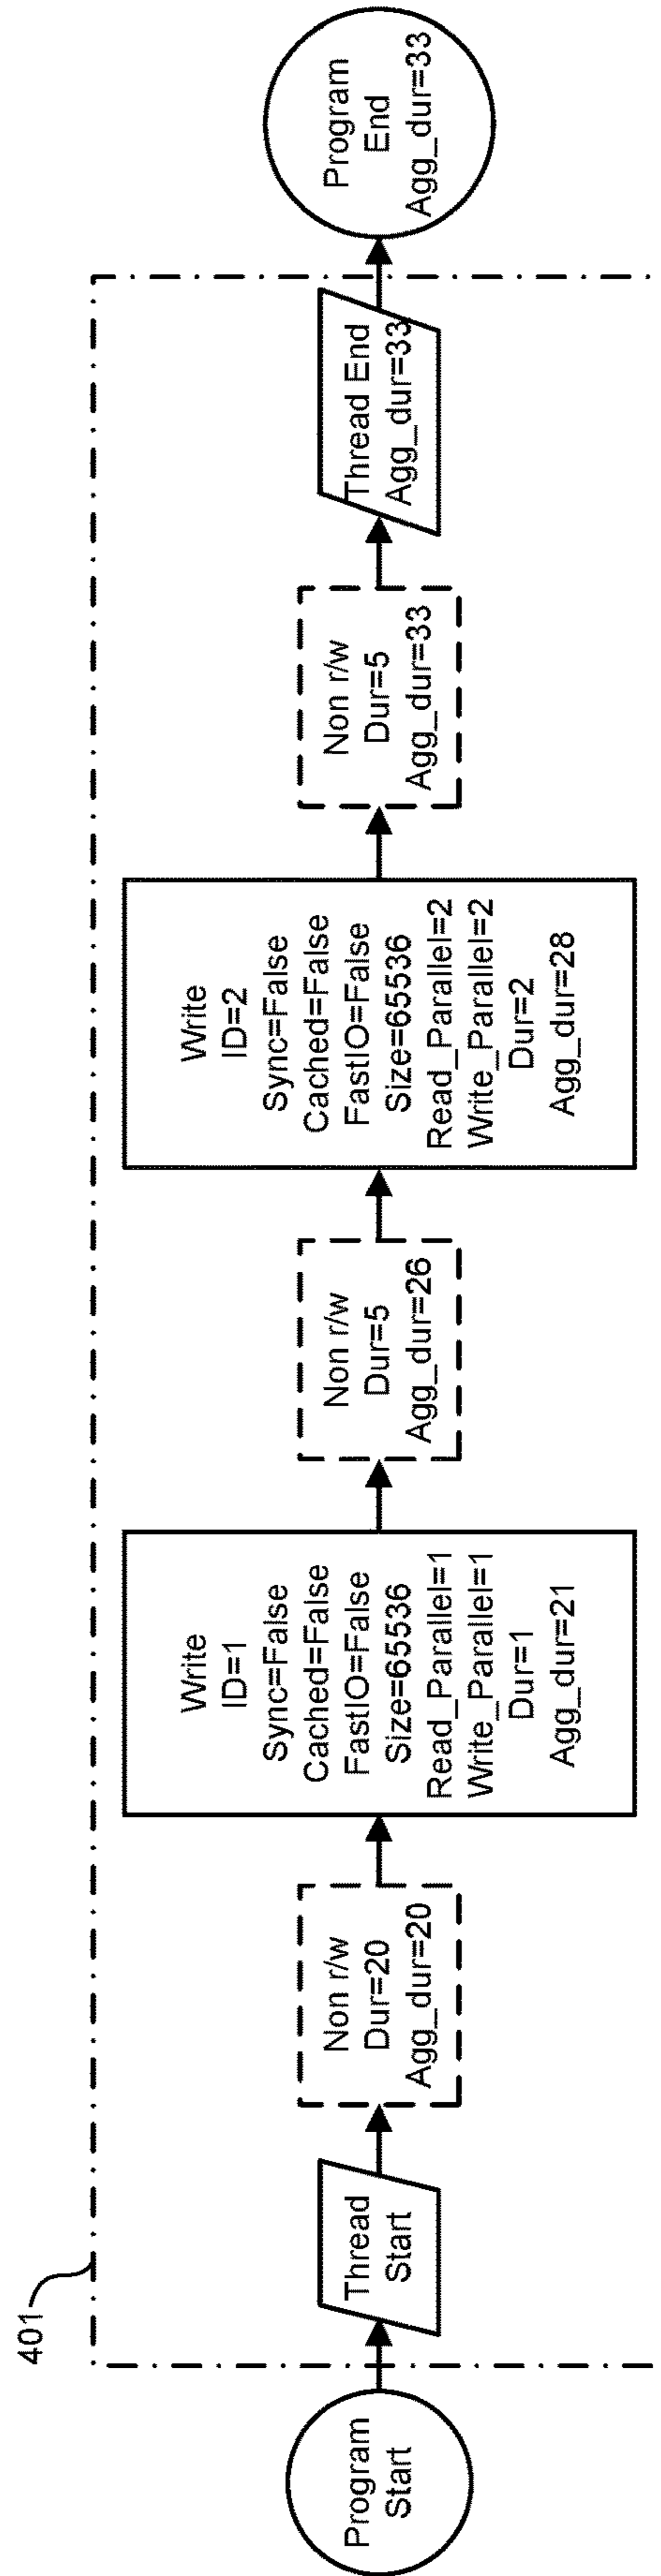 401
Program
Start
Thread
Start
Non r/w
Dur=20
Agg_dur=20
Write
ID=1
Sync=False
Cached=False
FastIO=False
Size=65536
Read_Parallel=1
Write_Parallel=1
Dur=1
Agg_dur=21
Non r/w
Dur=5
Agg_dur=26
Write
ID=2
Sync=False
Cached=False
FastIO=False
Size=65536
Read_Parallel=2
Write_Parallel=2
Dur=2
Agg_dur=28
Non r/w
Dur=5
Agg_dur=33
Thread End
Agg_dur=33
Program
End
Agg_dur=33